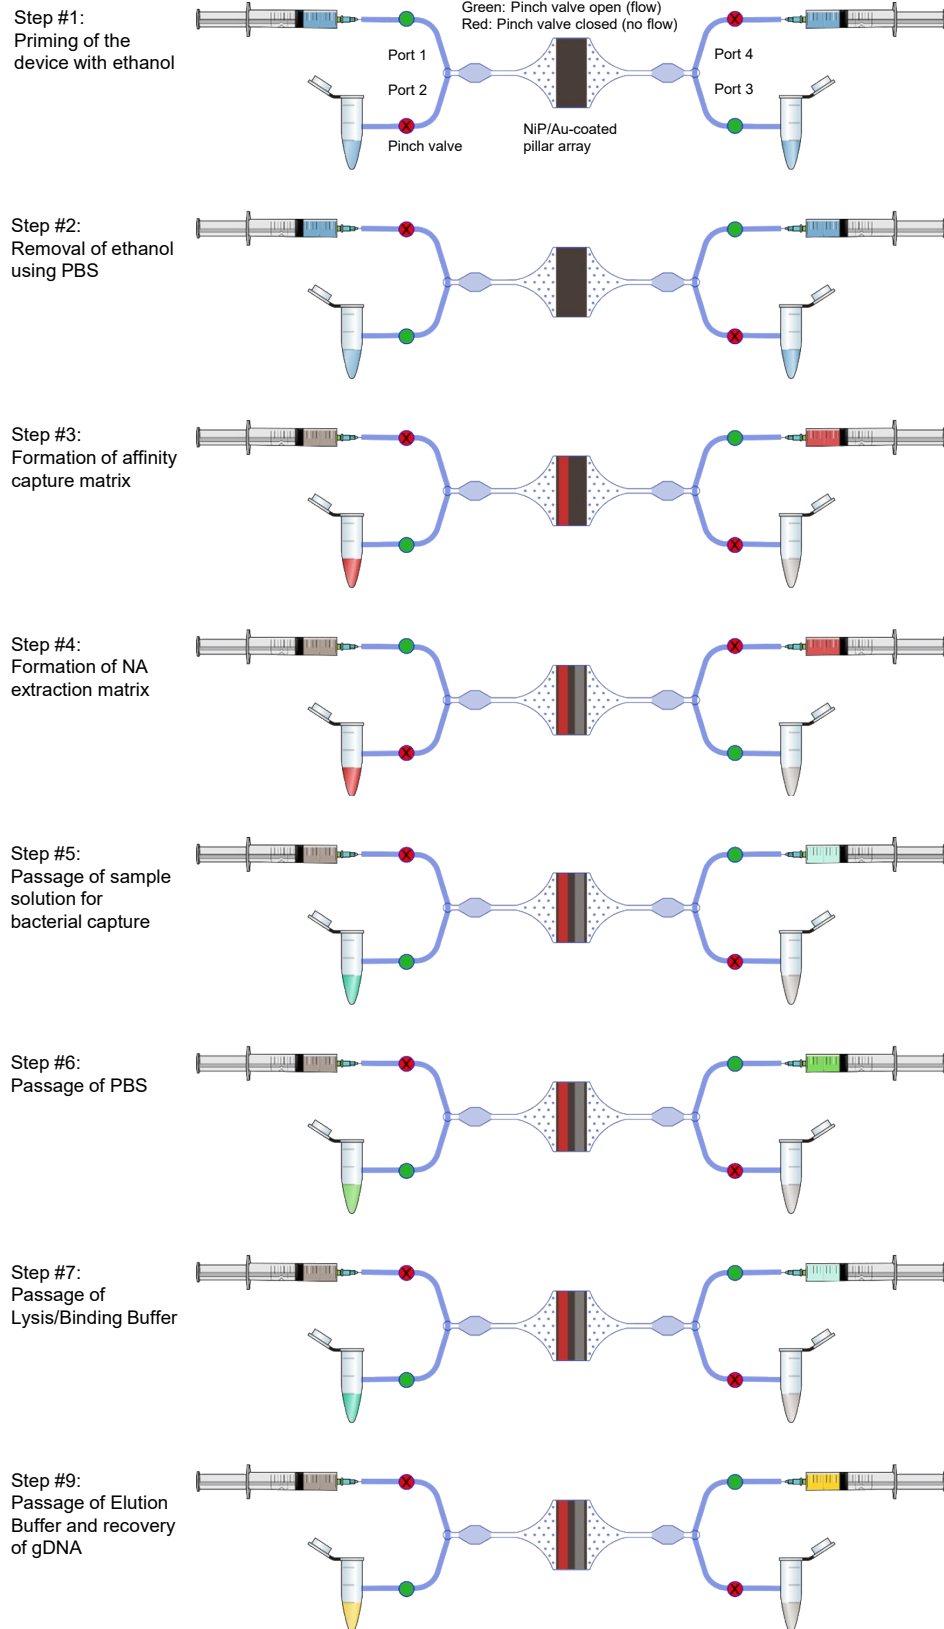 Step #1:
Priming of the
device with ethanol
Green: Pinch valve open (flow)
Red: Pinch valve closed (no flow)
Port 1
Port 2
Pinch valve
NiP/Au-coated
pillar array
Port 4
Port 3
X
X
Step #2:
Removal of ethanol
using PBS
X
X
Step #3:
Formation of affinity
capture matrix
X
X
Step #4:
Formation of NA
extraction matrix
X
X
Step #5:
Passage of sample
solution for
bacterial capture
X
X
Step #6:
Passage of PBS
X
X
Step #7:
Passage of
Lysis/Binding Buffer
X
X
Step #9:
Passage of Elution
Buffer and recovery
of gDNA
X
X